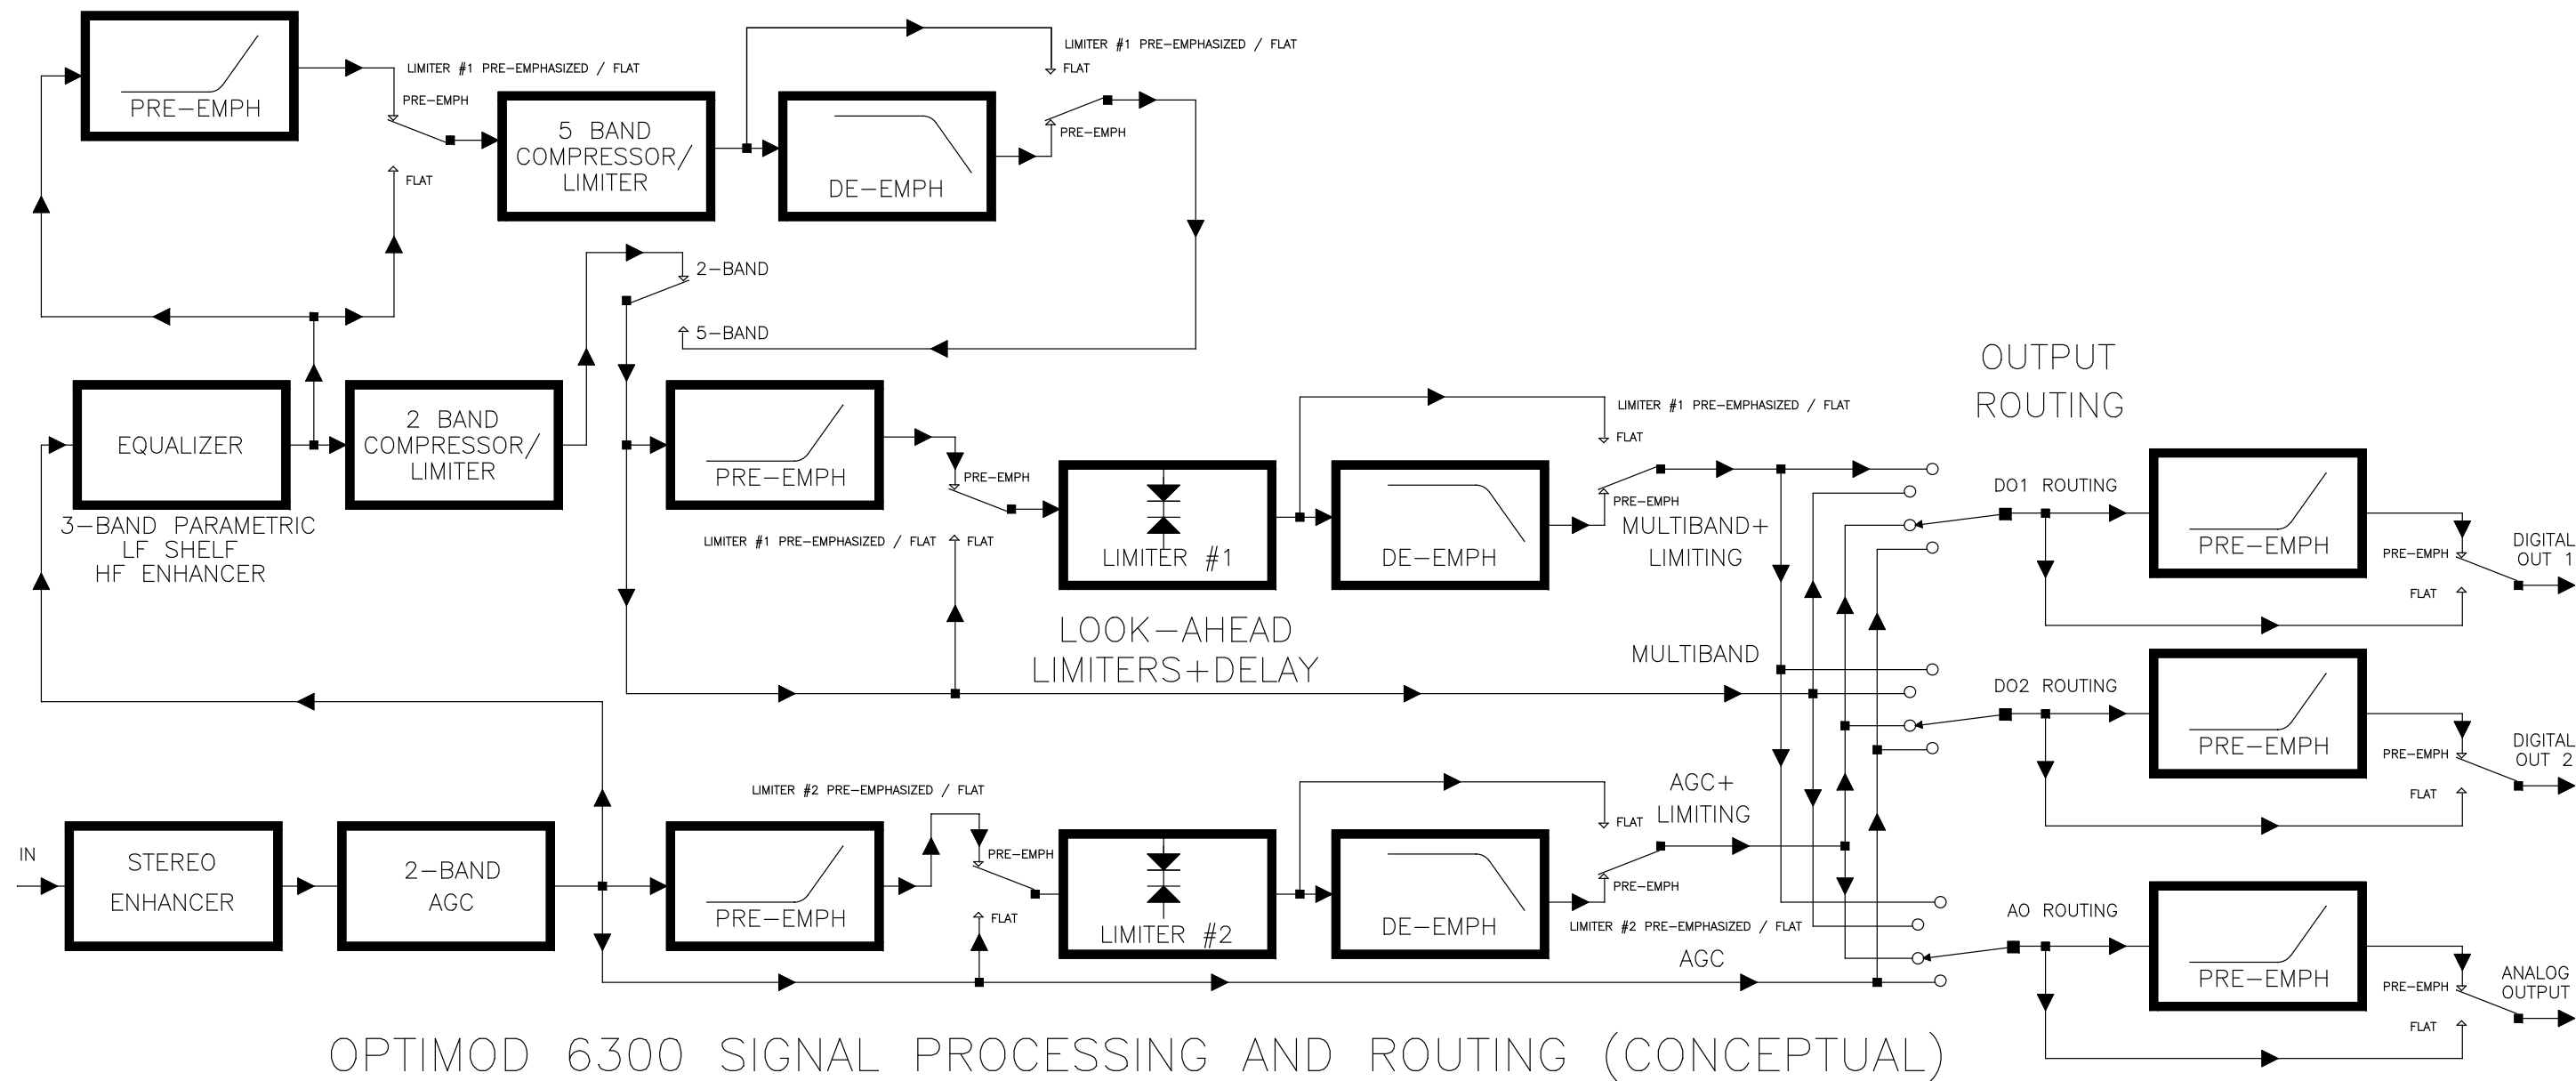 PRE-EMPH
LIMITER #1 PRE-EMPHASIZED / FLAT
PRE-EMPH
FLAT
5 BAND
COMPRESSOR/
LIMITER
DE-EMPH
LIMITER #1 PRE-EMPHASIZED / FLAT
FLAT
PRE-EMPH
2-BAND
5-BAND
EQUALIZER
3-BAND PARAMETRIC
LF SHELF
HF ENHANCER
2 BAND
COMPRESSOR/
LIMITER
PRE-EMPH
PRE-EMPH
LIMITER #1 PRE-EMPHASIZED / FLAT
FLAT
LIMITER #1
LOOK-AHEAD
LIMITERS+DELAY
DE-EMPH
LIMITER #1 PRE-EMPHASIZED / FLAT
FLAT
PRE-EMPH
MULTIBAND+
LIMITING
MULTIBAND
OUTPUT
ROUTING
DO1 ROUTING
PRE-EMPH
PRE-EMPH
FLAT
DIGITAL
OUT 1
DO2 ROUTING
PRE-EMPH
PRE-EMPH
FLAT
DIGITAL
OUT 2
IN
STEREO
ENHANCER
2-BAND
AGC
PRE-EMPH
LIMITER #2 PRE-EMPHASIZED / FLAT
PRE-EMPH
FLAT
LIMITER #2
DE-EMPH
AGC+
LIMITING
FLAT
PRE-EMPH
LIMITER #2 PRE-EMPHASIZED / FLAT
AGC
AO ROUTING
PRE-EMPH
PRE-EMPH
FLAT
ANALOG
OUTPUT
OPTIMOD 6300 SIGNAL PROCESSING AND ROUTING (CONCEPTUAL)